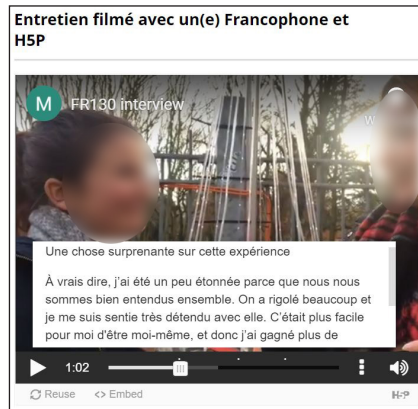 Entretien filmé avec un(e) Francophone et
H5P
M FR130 interview
W
Une chose surprenante sur cette expérience
À vrais dire, j'ai été un peu étonnée parce que nous nous
sommes bien entendus ensemble. On a rigolé beaucoup et
je me suis sentie très détendu avec elle. C'était plus facile
pour moi d'être moi-même, et donc j'ai gagné plus de
1:02
Reuse <> Embed
H5P